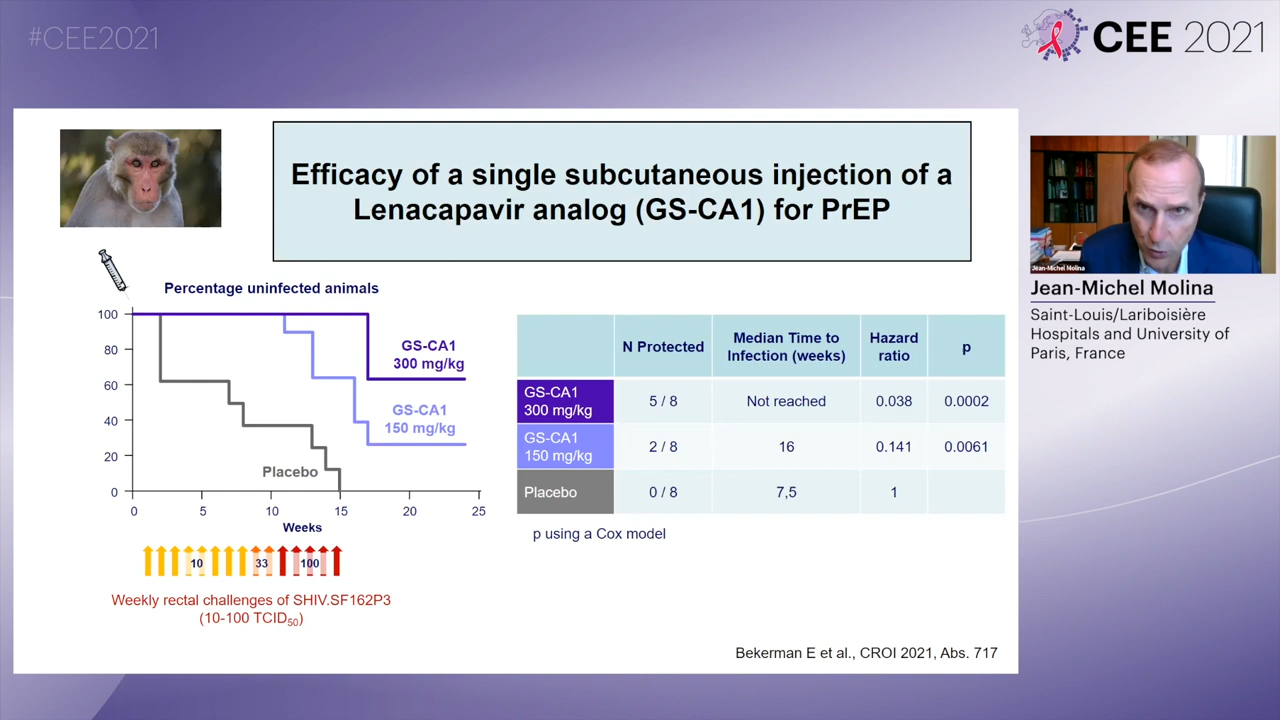 #CEE2021
CEE 2021
Efficacy of a single subcutaneous injection of a
Lenacapavir analog (GS-CA1) for PrEP
Percentage uninfected animals
100
80
60
40
20
0
GS-CA1
300 mg/kg
GS-CA1
150 mg/kg
Placebo
0 5 10 15 20 25
Weeks
10 33 100
Weekly rectal challenges of SHIV.SF162P3
(10-100 TCID50)
N Protected Median Time to Infection (weeks) Hazard ratio p
GS-CA1 300 mg/kg 5 / 8 Not reached 0.038 0.0002
GS-CA1 150 mg/kg 2 / 8 16 0.141 0.0061
Placebo 0 / 8 7,5 1
p using a Cox model
Bekerman E et al., CROI 2021, Abs. 717
Jean-Michel Molina
Jean-Michel Molina
Saint-Louis/Lariboisière
Hospitals and University of
Paris, France